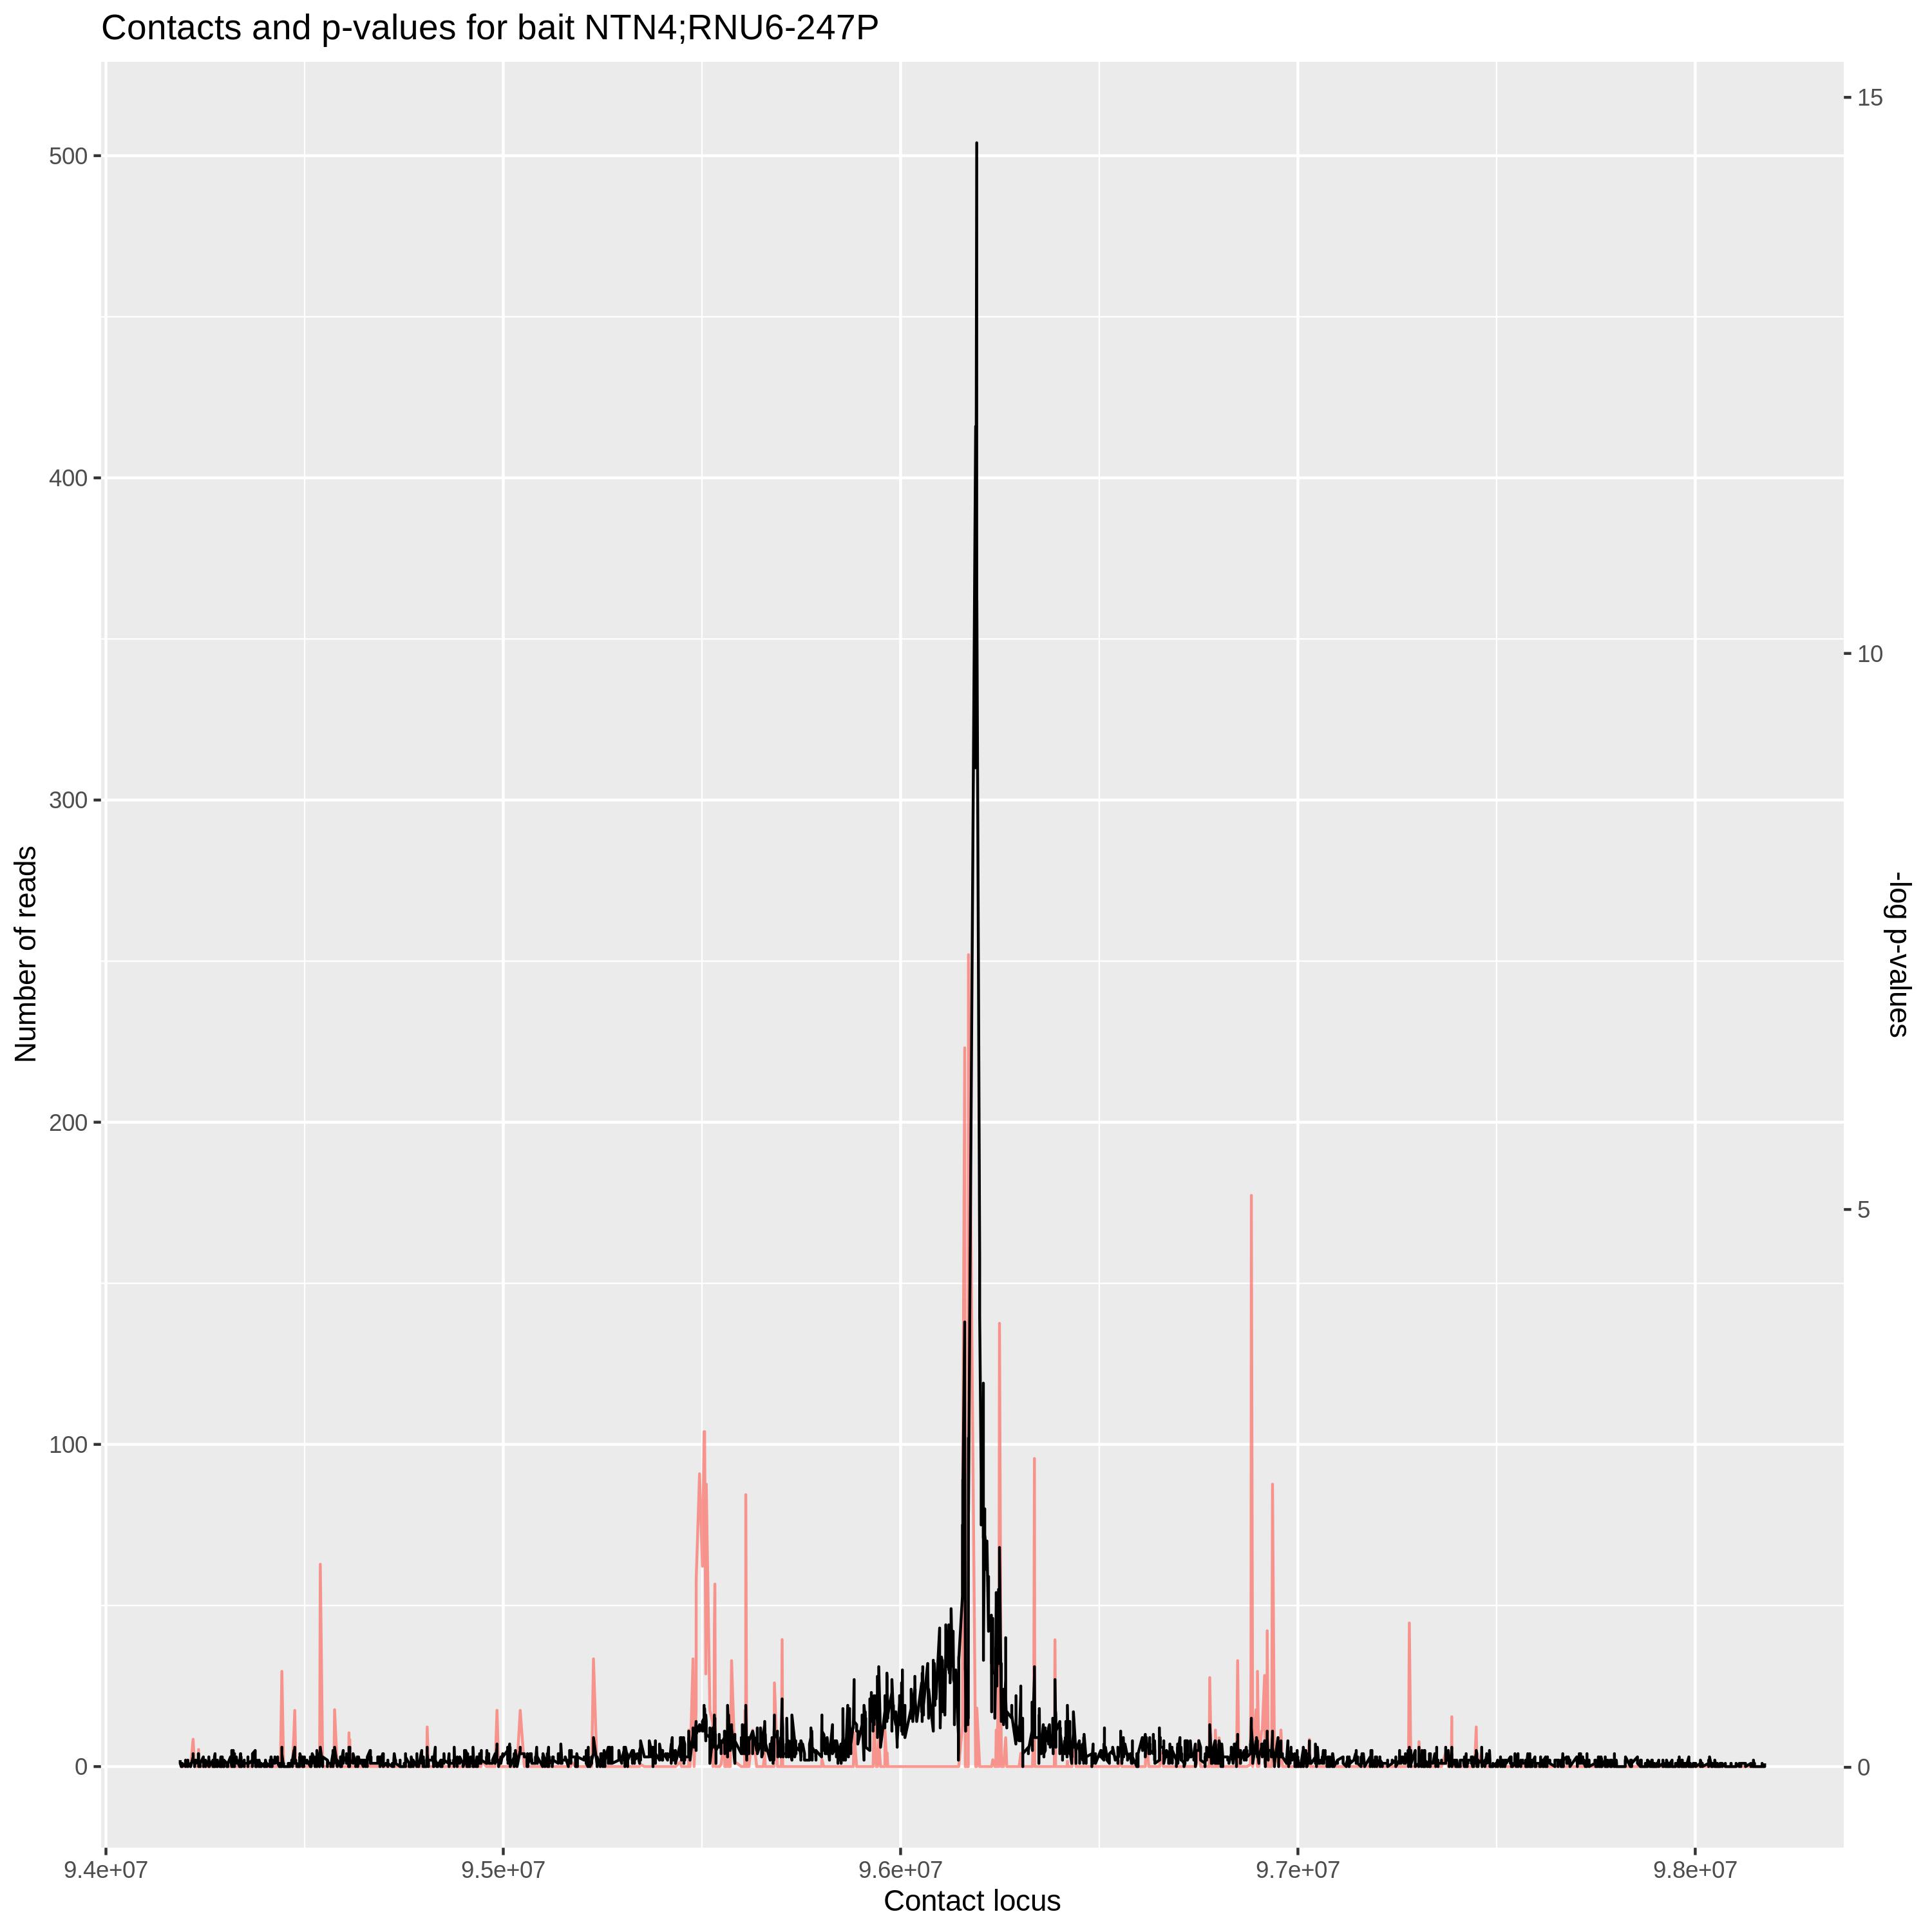 Contacts and p-values for bait NTN4;RNU6-247P
500
400
300
200
100
0
Number of reads
15
10
5
0
-log p-values
9.4e+07
9.5e+07
9.6e+07
9.7e+07
9.8e+07
Contact locus